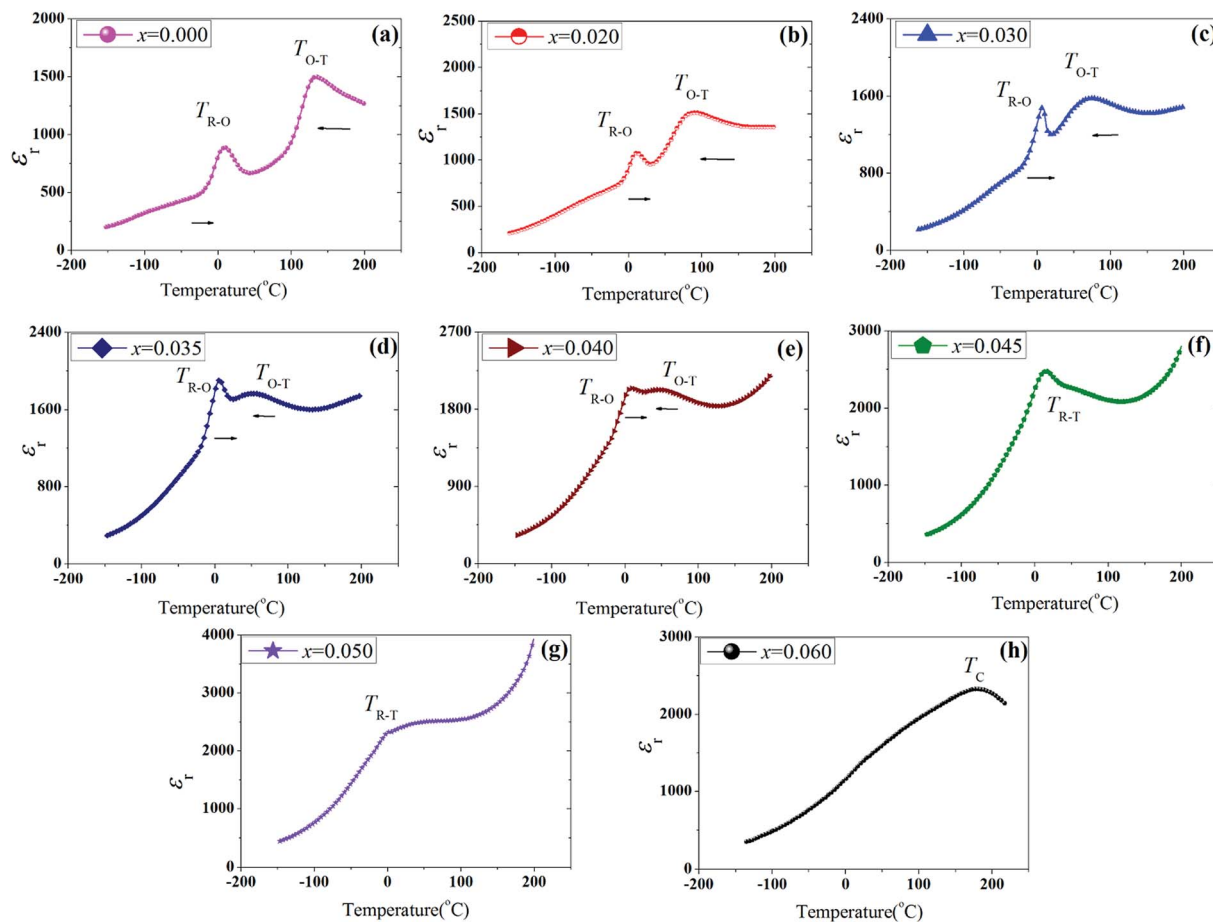 x=0.000
(a)
T_R-O
T_O-T
2000
1500
1000
500
0
ε_r
-200 -100 0 100 200
Temperature(°C)
x=0.020
(b)
T_R-O
T_O-T
2500
2000
1500
1000
500
0
ε_r
-200 -100 0 100 200
Temperature(°C)
x=0.030
(c)
T_R-O
T_O-T
2400
1600
800
0
ε_r
-200 -100 0 100 200
Temperature(°C)
x=0.035
(d)
T_R-O
T_O-T
2400
1600
800
0
ε_r
-200 -100 0 100 200
Temperature(°C)
x=0.040
(e)
T_R-O
T_O-T
2700
1800
900
0
ε_r
-200 -100 0 100 200
Temperature(°C)
x=0.045
(f)
T_R-T
3000
2000
1000
0
ε_r
-200 -100 0 100 200
Temperature(°C)
x=0.050
(g)
T_R-T
4000
3000
2000
1000
0
ε_r
-200 -100 0 100 200
Temperature(°C)
x=0.060
(h)
T_C
3000
2000
1000
0
ε_r
-200 -100 0 100 200
Temperature(°C)